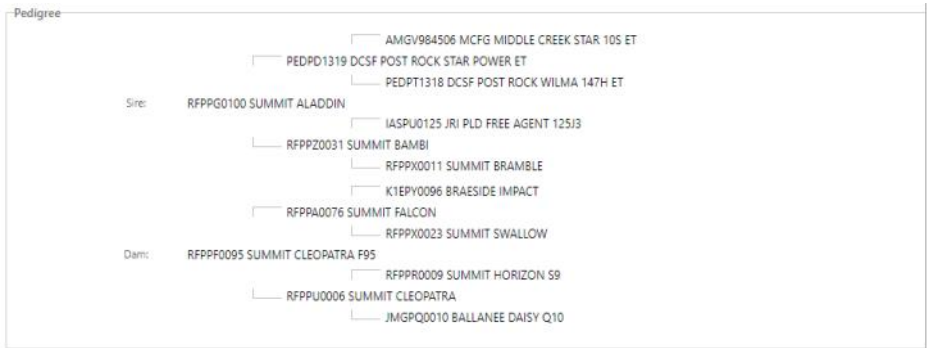 Pedigree
AMGV984506 MCFG MIDDLE CREEK STAR 10S ET
PEDPD1319 DCSF POST ROCK STAR POWER ET
PEDPT1318 DCSF POST ROCK WILMA 147H ET
Sire: RFPPG0100 SUMMIT ALADDIN
IASPU0125 JRI PLD FREE AGENT 125J3
RFPPZ0031 SUMMIT BAMBI
RFPPX0011 SUMMIT BRAMBLE
K1EPY0096 BRAESIDE IMPACT
RFPPA0076 SUMMIT FALCON
RFPPX0023 SUMMIT SWALLOW
Dam: RFPPF0095 SUMMIT CLEOPATRA F95
RFPPR0009 SUMMIT HORIZON S9
RFPPU0006 SUMMIT CLEOPATRA
JMGPQ0010 BALLANEE DAISY Q10